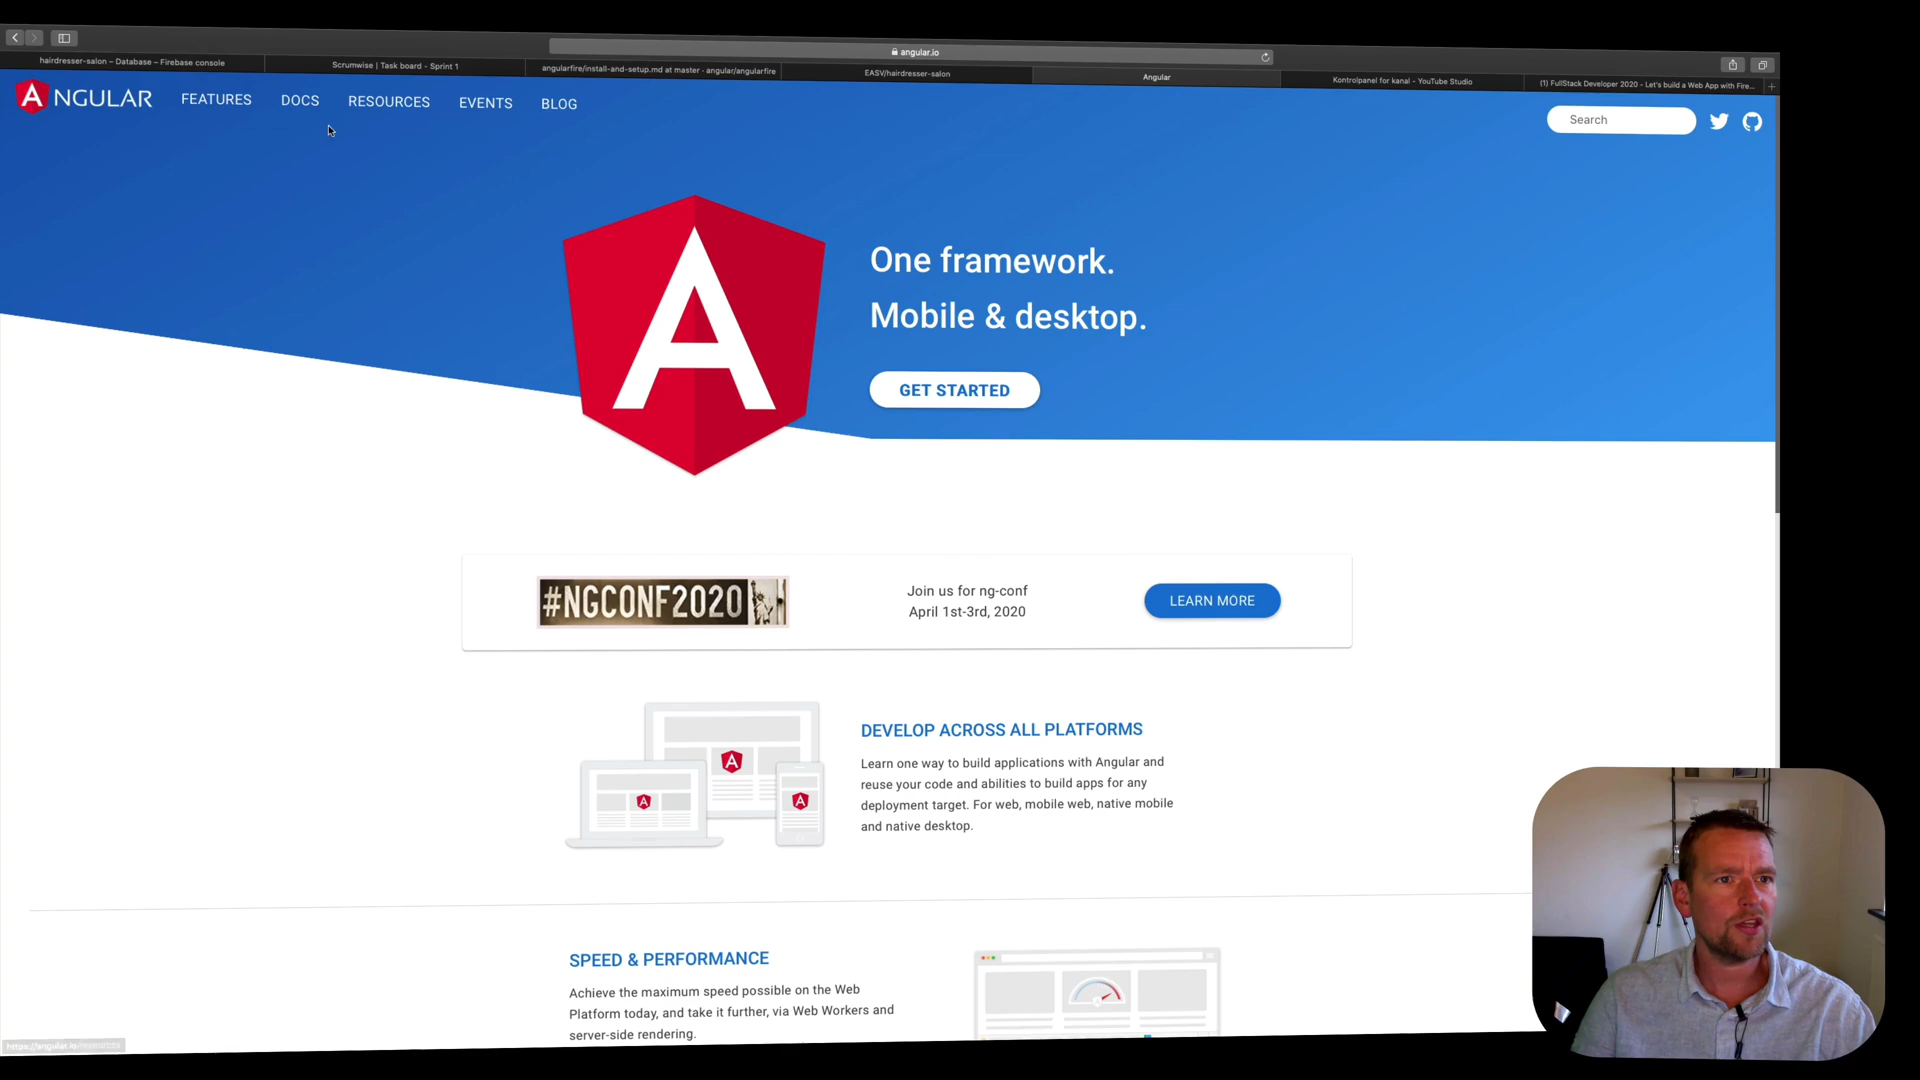 angular.io
hairdresser-salon – Database – Firebase console
Scrumwise | Task board - Sprint 1
angularfire/install-and-setup.md at master · angular/angularfire
EASV/hairdresser-salon
Angular
Kontrolpanel for kanal - YouTube Studio
(1) FullStack Developer 2020 - Let's build a Web App with Fire...
ANGULAR
FEATURES
DOCS
RESOURCES
EVENTS
BLOG
Search
One framework.
Mobile & desktop.
GET STARTED
#NGCONF2020
Join us for ng-conf
April 1st-3rd, 2020
LEARN MORE
DEVELOP ACROSS ALL PLATFORMS
Learn one way to build applications with Angular and
reuse your code and abilities to build apps for any
deployment target. For web, mobile web, native mobile
and native desktop.
SPEED & PERFORMANCE
Achieve the maximum speed possible on the Web
Platform today, and take it further, via Web Workers and
server-side rendering.
https://angular.io/resources